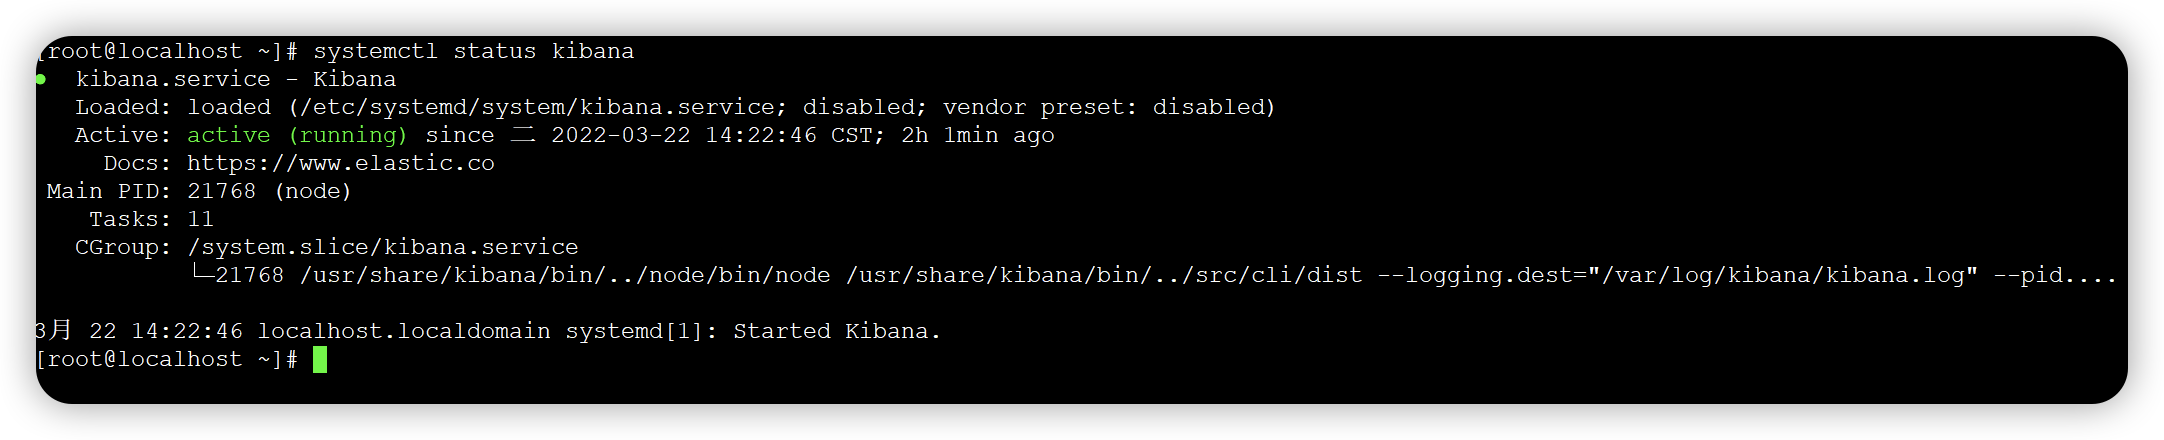 [root@localhost ~]# systemctl status kibana
● kibana.service - Kibana
Loaded: loaded (/etc/systemd/system/kibana.service; disabled; vendor preset: disabled)
Active: active (running) since 二 2022-03-22 14:22:46 CST; 2h 1min ago
Docs: https://www.elastic.co
Main PID: 21768 (node)
Tasks: 11
CGroup: /system.slice/kibana.service
└─21768 /usr/share/kibana/bin/../node/bin/node /usr/share/kibana/bin/../src/cli/dist --logging.dest="/var/log/kibana/kibana.log" --pid....
3月 22 14:22:46 localhost.localdomain systemd[1]: Started Kibana.
[root@localhost ~]#